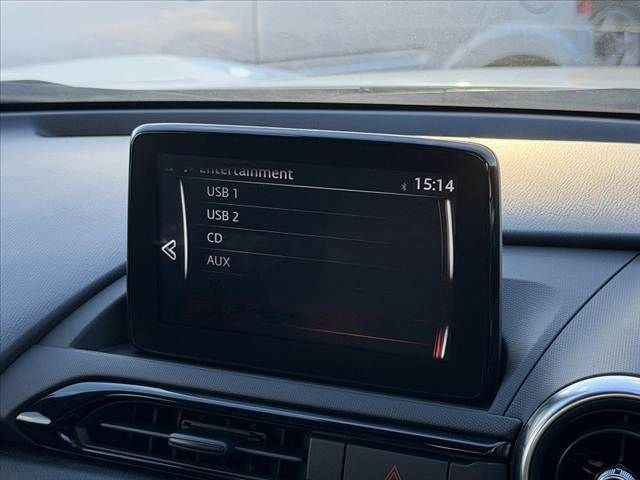 Entertainment
15:14
USB 1
USB 2
CD
AUX